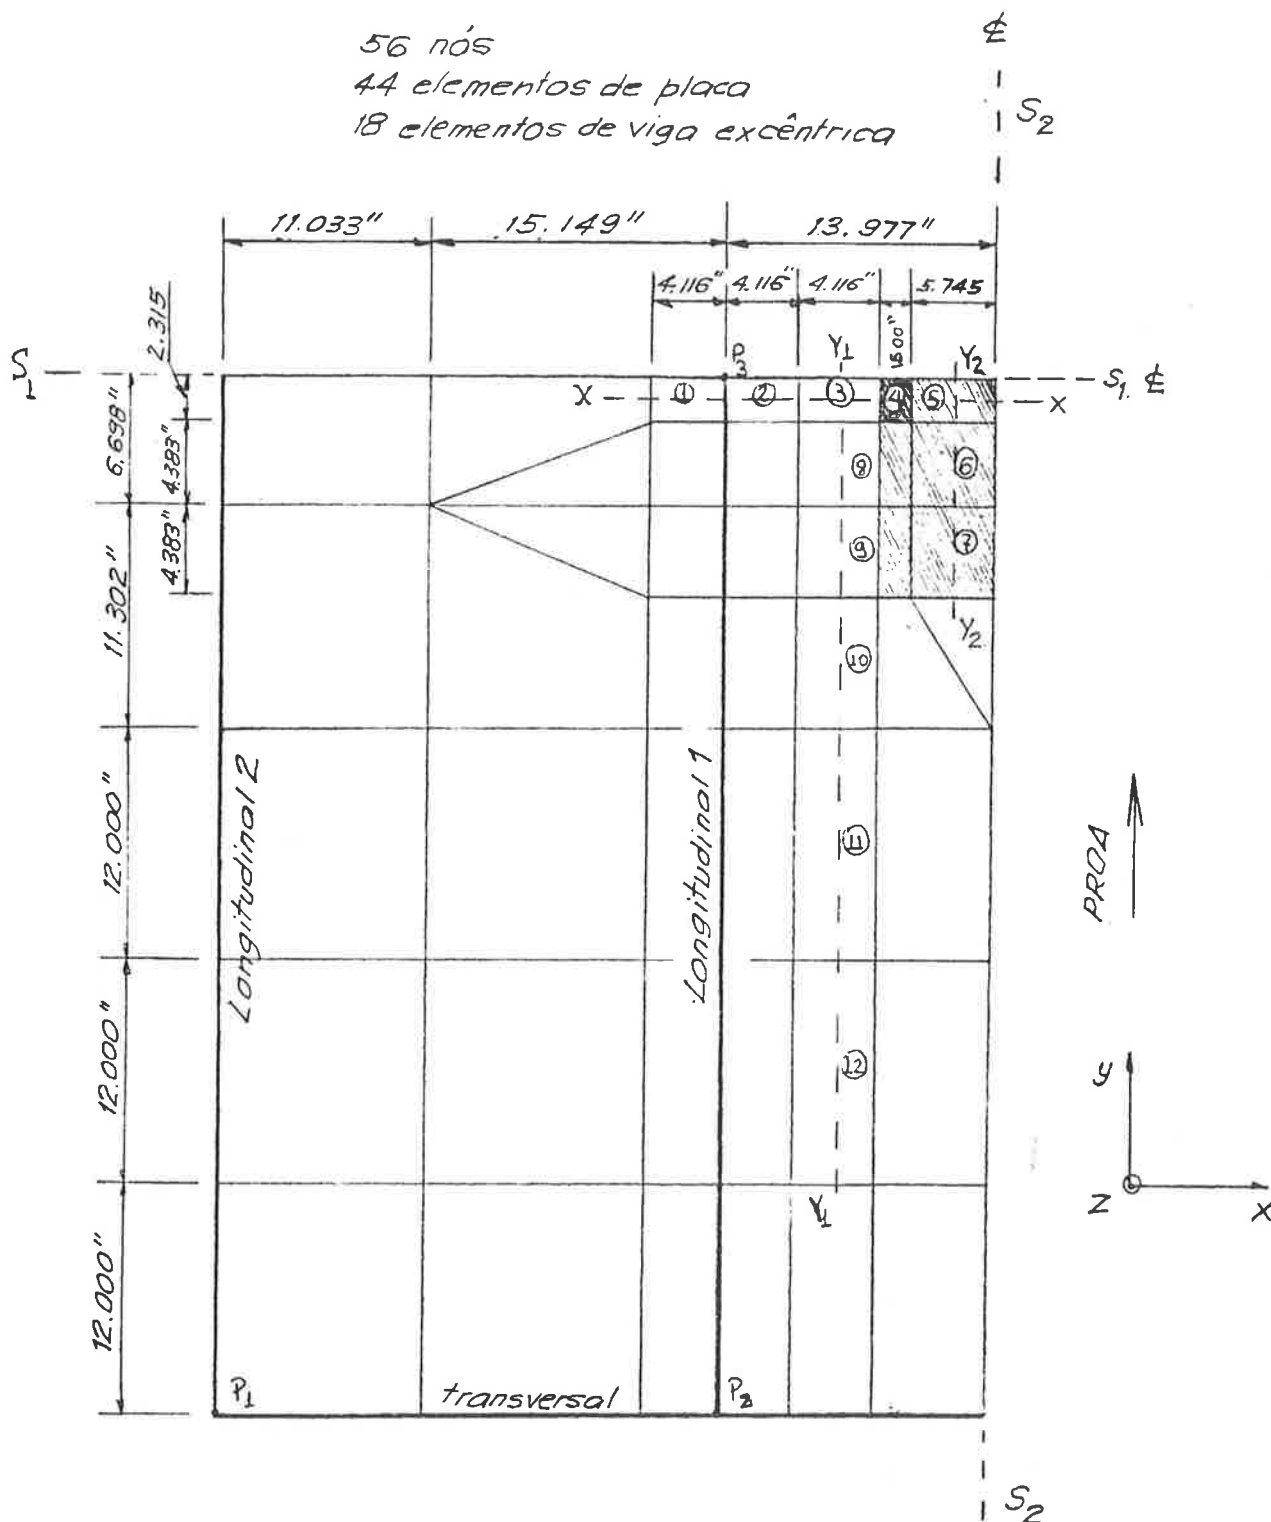 56 nós
44 elementos de placa
18 elementos de viga excêntrica
℄
S2
11.033" 15.149" 13.977"
4.116" 4.116" 4.116" 5.745
2.315
S1
P3 Y1 Y2
S1 ℄
X 1 2 3 4 5 X
6.698" 4.383" 8 6
4.383" 9 7
11.302"
Y2
10
12.000"
Longitudinal 2
Longitudinal 1
11
PROA
12.000"
12
y
Z X
Y1
12.000"
P1 transversal P2
S2